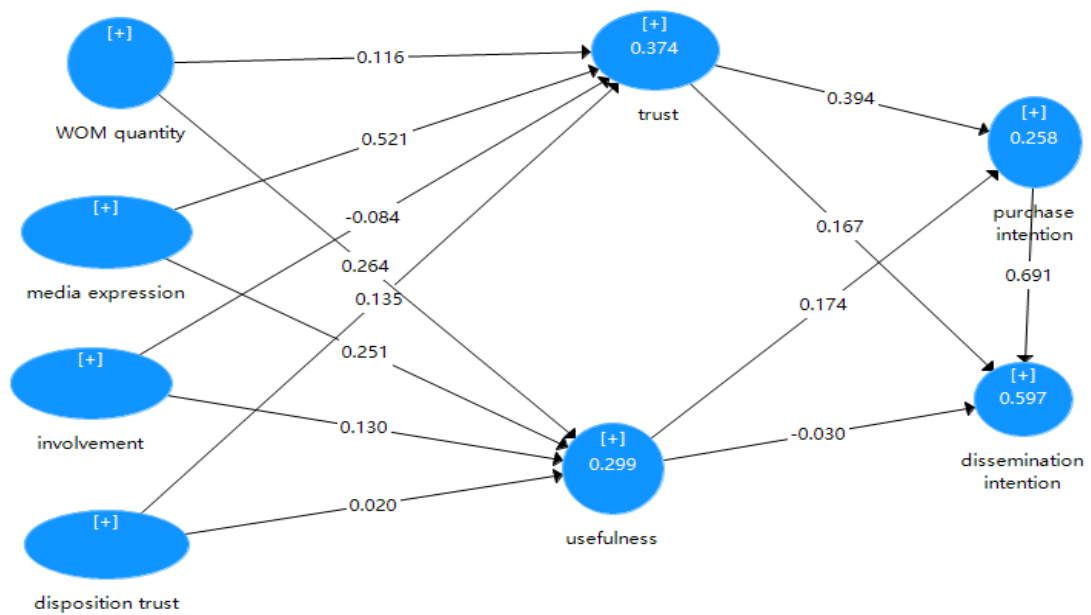 [+]
WOM quantity
[+]
0.374
trust
0.116
0.394
[+]
0.258
purchase
intention
0.521
[+]
media expression
-0.084
0.167
0.264
0.135
0.691
0.174
[+]
involvement
0.251
[+]
0.597
dissemination
intention
0.130
[+]
0.299
usefulness
-0.030
0.020
[+]
disposition trust